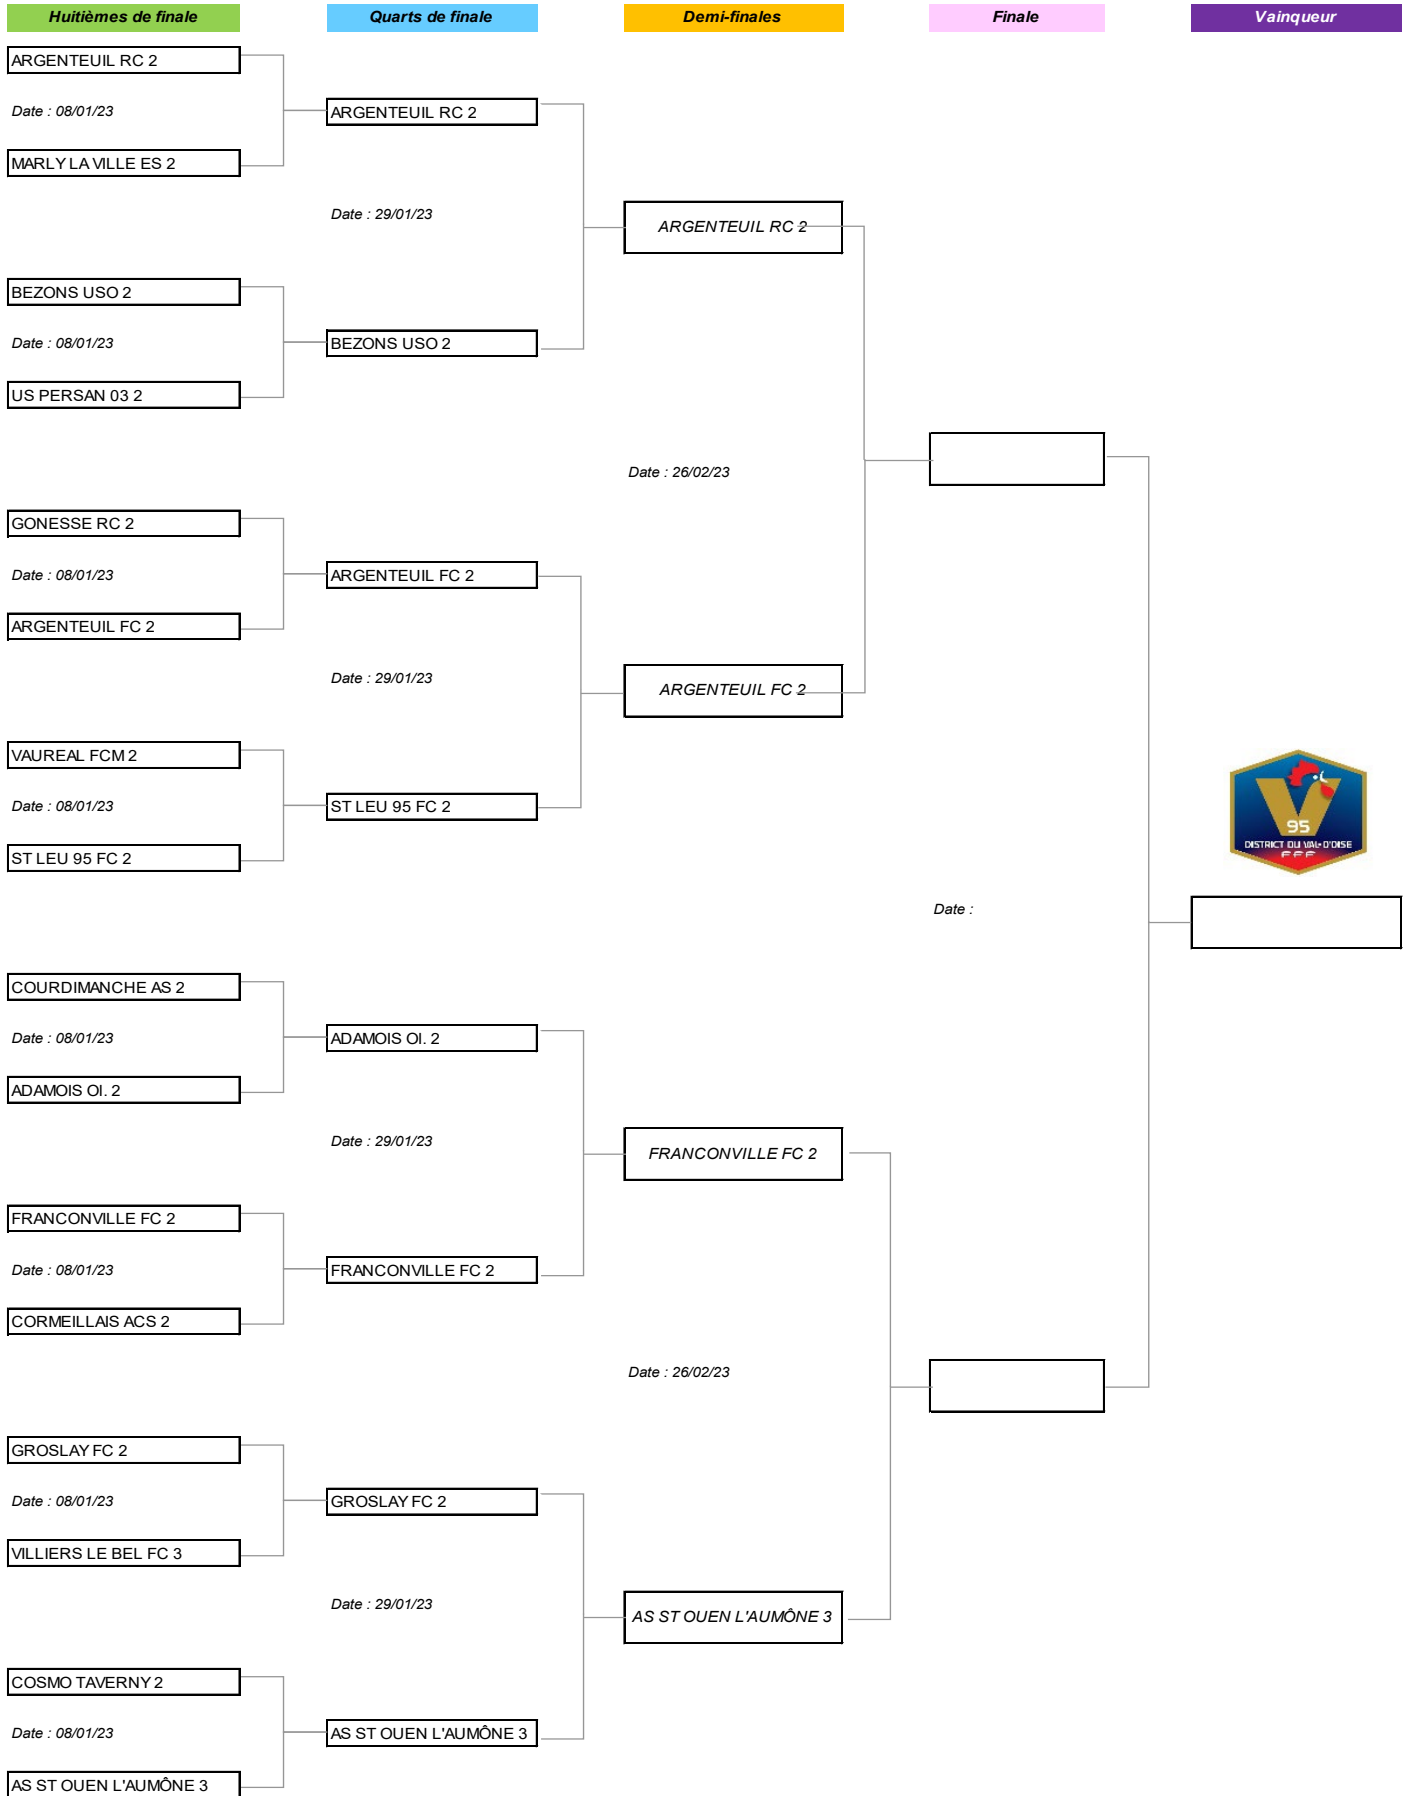 Huitièmes de finale
Quarts de finale
Demi-finales
Finale
Vainqueur
ARGENTEUIL RC 2
Date : 08/01/23
ARGENTEUIL RC 2
MARLY LA VILLE ES 2
Date : 29/01/23
ARGENTEUIL RC 2
BEZONS USO 2
Date : 08/01/23
BEZONS USO 2
US PERSAN 03 2
Date : 26/02/23
GONESSE RC 2
Date : 08/01/23
ARGENTEUIL FC 2
ARGENTEUIL FC 2
Date : 29/01/23
ARGENTEUIL FC 2
VAUREAL FCM 2
Date : 08/01/23
ST LEU 95 FC 2
ST LEU 95 FC 2
V
95
DISTRICT DU VAL-D'OISE
FFF
Date :
COURDIMANCHE AS 2
Date : 08/01/23
ADAMOIS Ol. 2
ADAMOIS Ol. 2
Date : 29/01/23
FRANCONVILLE FC 2
FRANCONVILLE FC 2
Date : 08/01/23
FRANCONVILLE FC 2
CORMEILLAIS ACS 2
Date : 26/02/23
GROSLAY FC 2
Date : 08/01/23
GROSLAY FC 2
VILLIERS LE BEL FC 3
Date : 29/01/23
AS ST OUEN L'AUMÔNE 3
COSMO TAVERNY 2
Date : 08/01/23
AS ST OUEN L'AUMÔNE 3
AS ST OUEN L'AUMÔNE 3